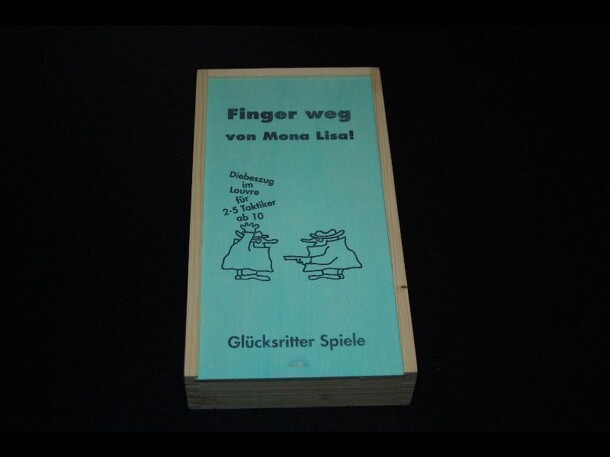 Finger weg
von Mona Lisa!
Diebeszug
im
Louvre
für
2-5 Taktiker
ab 10
Glücksritter Spiele